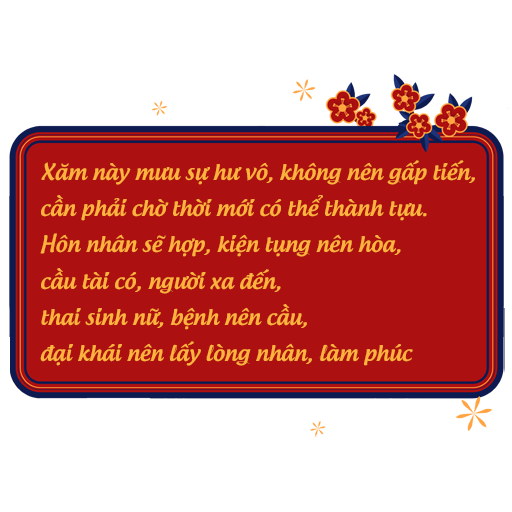 Xăm này mưu sự hư vô, không nên gấp tiến,
cần phải chờ thời mới có thể thành tựu.
Hôn nhân sẽ hợp, kiện tụng nên hòa,
cầu tài có, người xa đến,
thai sinh nữ, bệnh nên cầu,
đại khái nên lấy lòng nhân, làm phúc